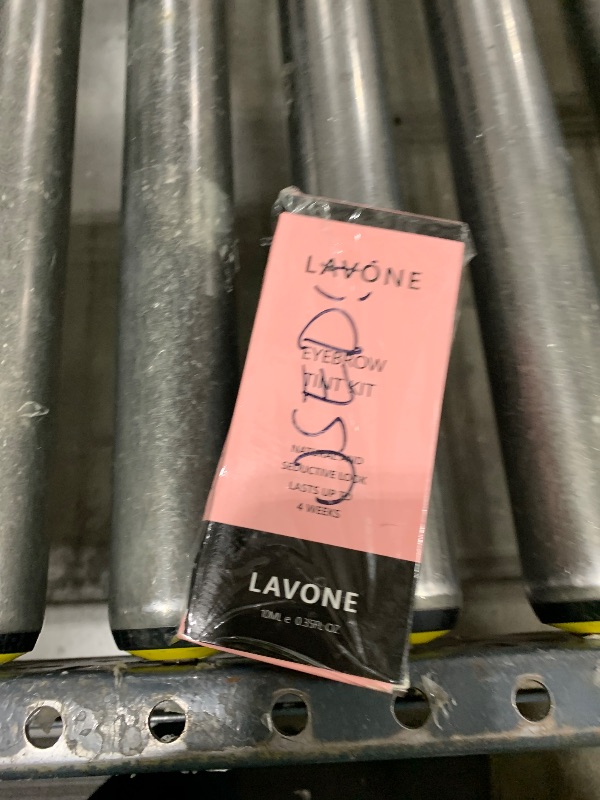 LAVONE
USED:(
EYEBROW
TINT KIT
NATURAL AND
SEDUCTIVE LOOK
LASTS UP TO
4 WEEKS
LAVONE
10ML e 0.35Fl: OZ